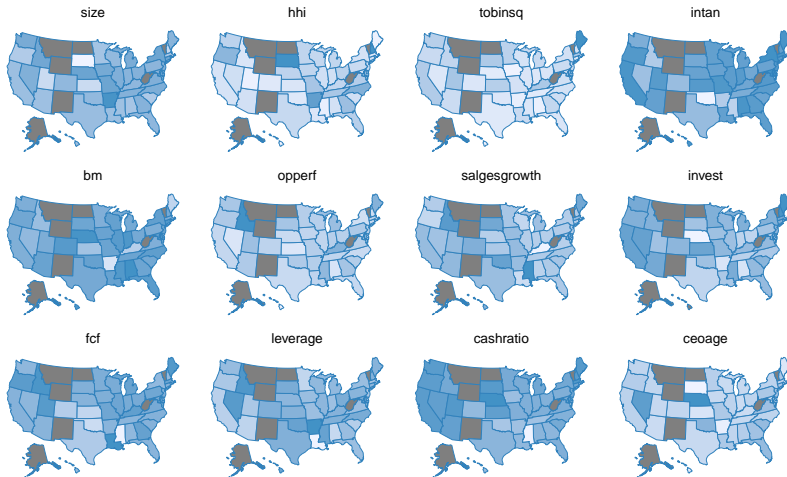 size
hhi
tobinsq
intan
bm
opperf
salgesgrowth
invest
fcf
leverage
cashratio
ceoage